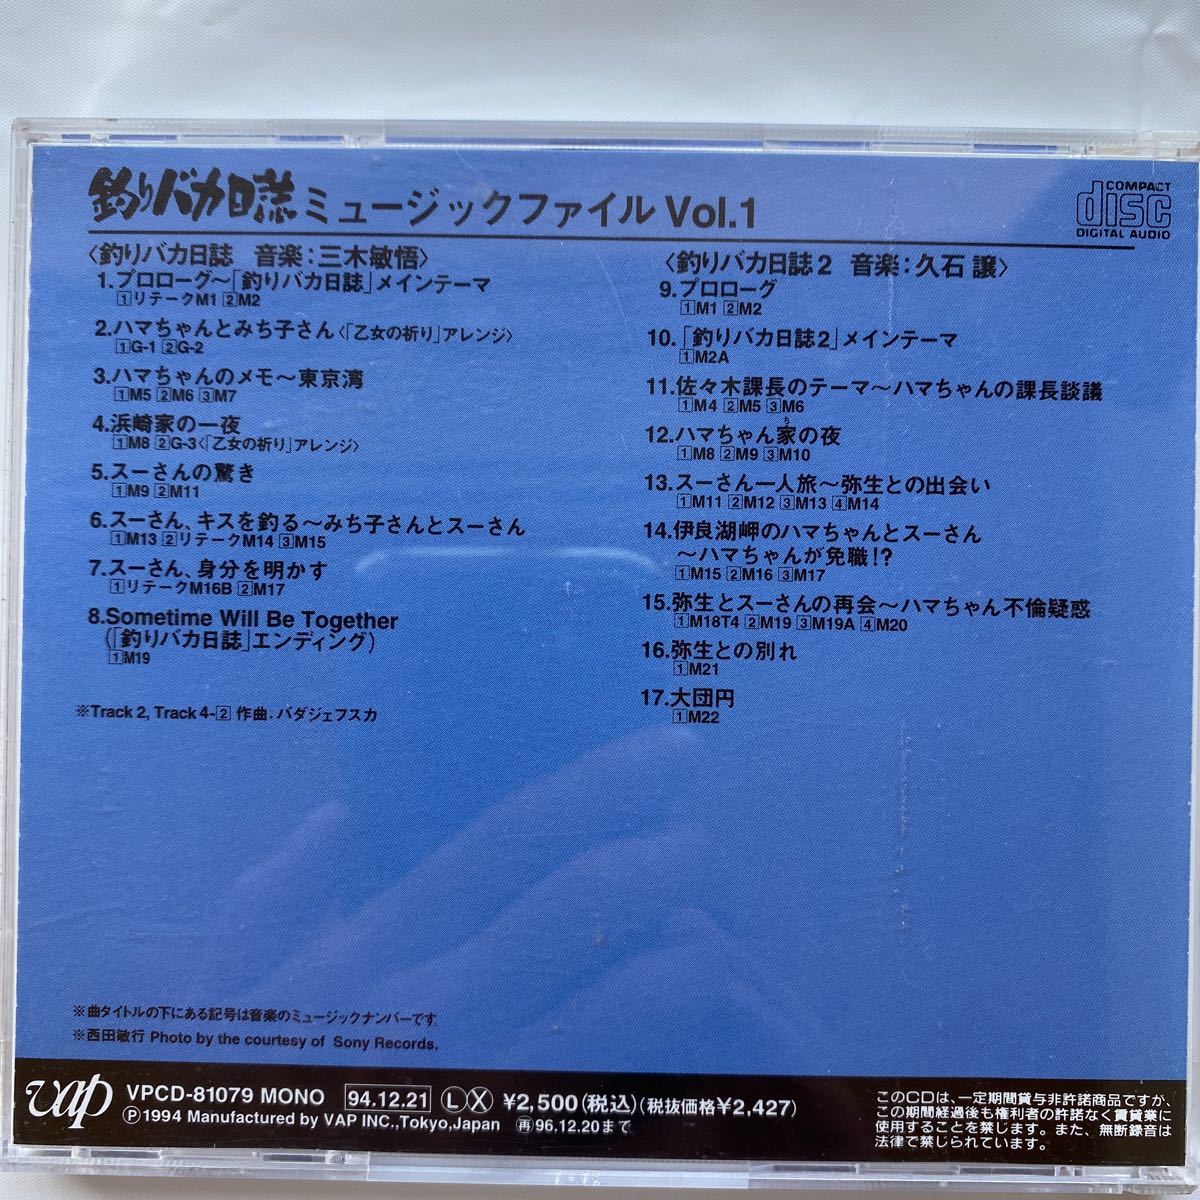 釣りバカ日誌ミュージックファイル Vol.1
COMPACT
disc
DIGITAL AUDIO
〈釣りバカ日誌 音楽:三木敏悟〉
1.プロローグ〜「釣りバカ日誌」メインテーマ
1リテークM1 2M2
2.ハマちゃんとみち子さん〈「乙女の祈り」アレンジ〉
1G-1 2G-2
3.ハマちゃんのメモ〜東京湾
1M5 2M6 3M7
4.浜崎家の一夜
1M8 2G-3〈「乙女の祈り」アレンジ〉
5.スーさんの驚き
1M9 2M11
6.スーさん、キスを釣る〜みち子さんとスーさん
1M13 2リテークM14 3M15
7.スーさん、身分を明かす
1リテークM16B 2M17
8.Sometime Will Be Together
(「釣りバカ日誌」エンディング)
1M19
※Track 2, Track 4-2 作曲:バダジェフスカ
〈釣りバカ日誌2 音楽:久石 譲〉
9.プロローグ
1M1 2M2
10.「釣りバカ日誌2」メインテーマ
1M2A
11.佐々木課長のテーマ〜ハマちゃんの課長談議
1M4 2M5 3M6
ち
12.ハマちゃん家の夜
1M8 2M9 3M10
13.スーさん一人旅〜弥生との出会い
1M11 2M12 3M13 4M14
14.伊良湖岬のハマちゃんとスーさん
〜ハマちゃんが免職!?
1M15 2M16 3M17
15.弥生とスーさんの再会〜ハマちゃん不倫疑惑
1M18T4 2M19 3M19A 4M20
16.弥生との別れ
1M21
17.大団円
1M22
※曲タイトルの下にある記号は音楽のミュージックナンバーです。
※西田敏行 Photo by the courtesy of Sony Records.
vap
VPCD-81079 MONO 94.12.21 Ⓛ Ⓧ ¥2,500(税込)(税抜価格¥2,427)
Ⓟ1994 Manufactured by VAP INC.,Tokyo,Japan ㋐再96.12.20まで
このCDは、一定期間貸与非許諾商品ですが、
この期間経過後も権利者の許諾なく賃貸業に
使用することを禁じます。また、無断録音は
法律で禁じられています。